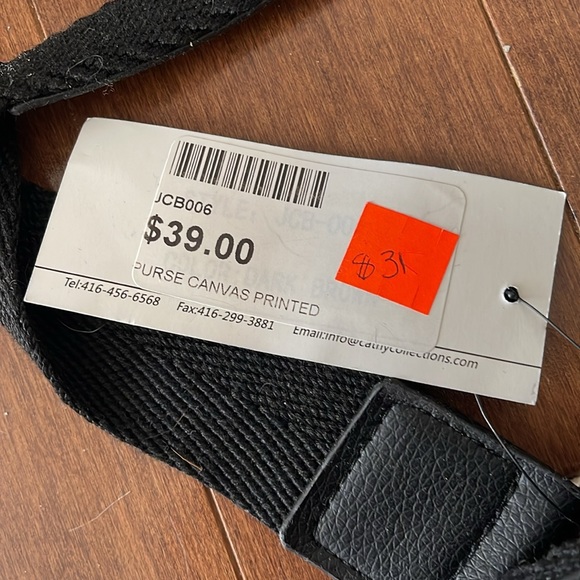 JCB006
$39.00
PURSE CANVAS PRINTED
$31
Tel:416-456-6568 Fax:416-299-3881 Email:info@cathycollections.com